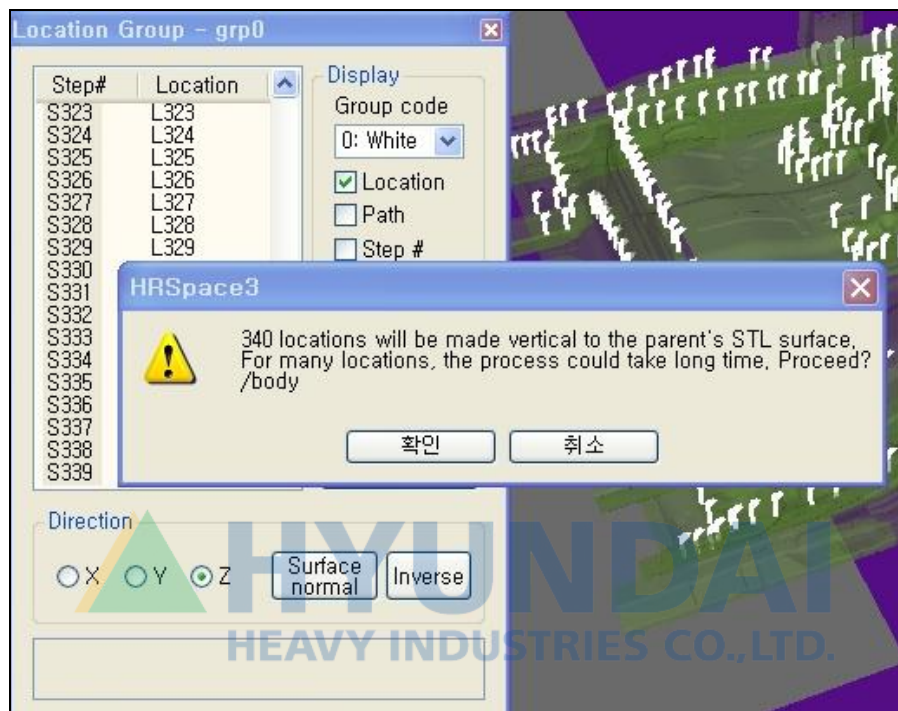 Location Group - grp0
Step# Location
S323 L323
S324 L324
S325 L325
S326 L326
S327 L327
S328 L328
S329 L329
S330
S331
S332
S333
S334
S335
S336
S337
S338
S339
Display
Group code
0: White
Location
Path
Step #
HRSpace3
340 locations will be made vertical to the parent's STL surface,
For many locations, the process could take long time, Proceed?
/body
확인 취소
Direction
X Y Z
Surface
normal
Inverse
HYUNDAI
HEAVY INDUSTRIES CO.,LTD.